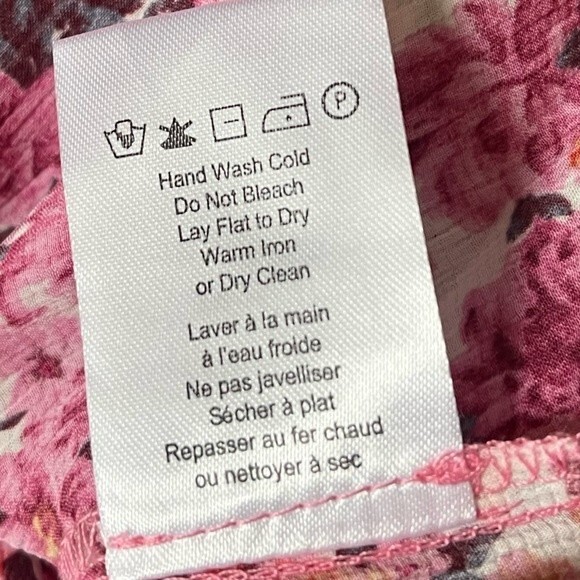 P
Hand Wash Cold
Do Not Bleach
Lay Flat to Dry
Warm Iron
or Dry Clean
Laver à la main
à l'eau froide
Ne pas javelliser
Sécher à plat
Repasser au fer chaud
ou nettoyer à sec